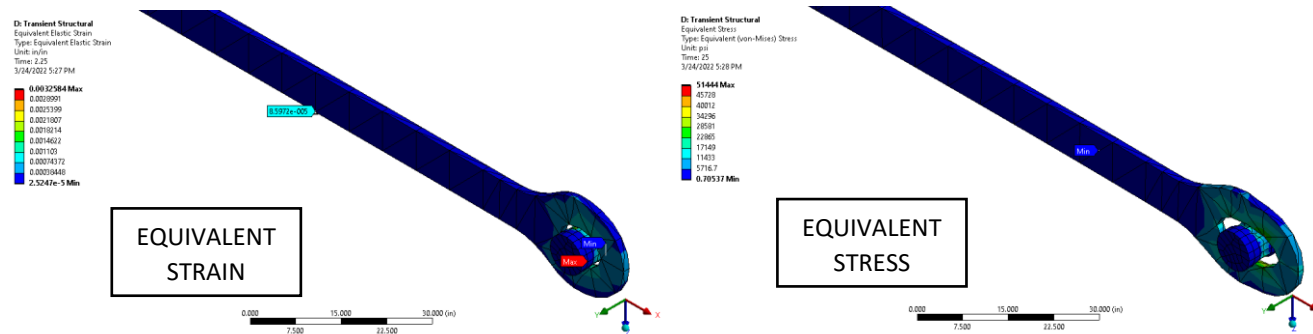 D: Transient Structural
Equivalent Elastic Strain
Type: Equivalent Elastic Strain
Unit: in/in
Time: 2.25
3/24/2022 5:27 PM
0.0032584 Max
0.0028991
0.0025399
0.0021807
0.0018214
0.0014622
0.001103
0.00074372
0.00038448
2.5247e-5 Min
8.5972e-005
Min
Max
EQUIVALENT
STRAIN
0.000 15.000 30.000 (in)
7.500 22.500
Y X
Z
D: Transient Structural
Equivalent Stress
Type: Equivalent (von-Mises) Stress
Unit: psi
Time: 25
3/24/2022 5:28 PM
51444 Max
45728
40012
34296
28581
22865
17149
11433
5716.7
0.70537 Min
Min
EQUIVALENT
STRESS
0.000 15.000 30.000 (in)
7.500 22.500
Y X
Z